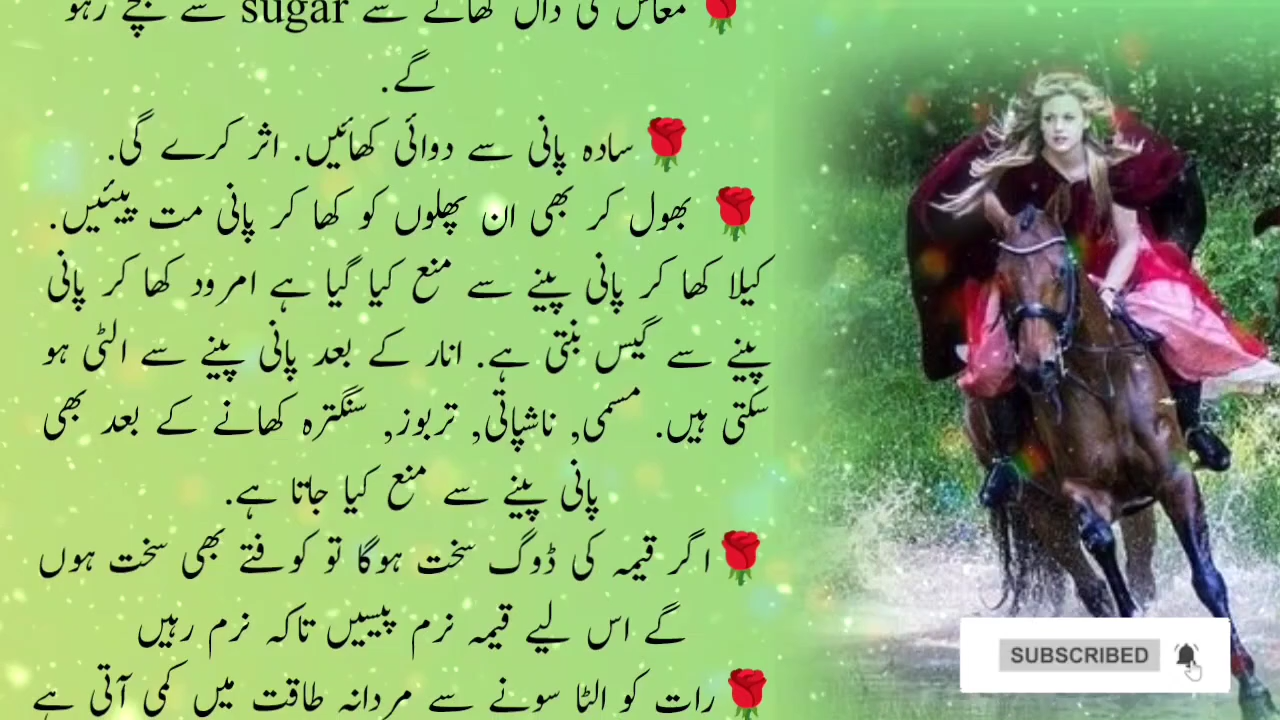 کی دال کھانے سے sugar سے بچے رہو
گے.
سادہ پانی سے دوائی کھائیں. اثر کرے گی.
بھول کر بھی ان پھلوں کو کھا کر پانی مت پیئیں.
کیلا کھا کر پانی پینے سے منع کیا گیا ہے امرود کھا کر پانی
پینے سے گیس بنتی ہے. انار کے بعد پانی پینے سے الٹی ہو
سکتی ہیں. مسمی, ناشپاتی, تربوز, سنگترہ کھانے کے بعد بھی
پانی پینے سے منع کیا جاتا ہے.
اگر قیمہ کی ڈوگ سخت ہوگا تو کوفتے بھی سخت ہوں
گے اس لیے قیمہ نرم پیسیں تاکہ نرم رہیں
رات کو الٹا سونے سے مردانہ طاقت میں کمی آتی ہے
SUBSCRIBED